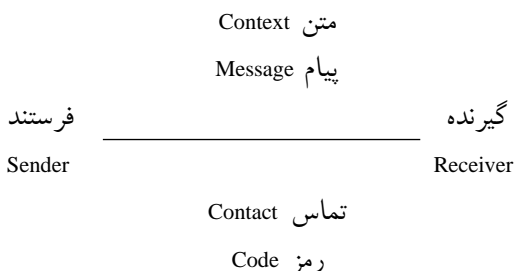 متن Context
پیام Message
فرستند گیرنده
Sender Receiver
تماس Contact
رمز Code